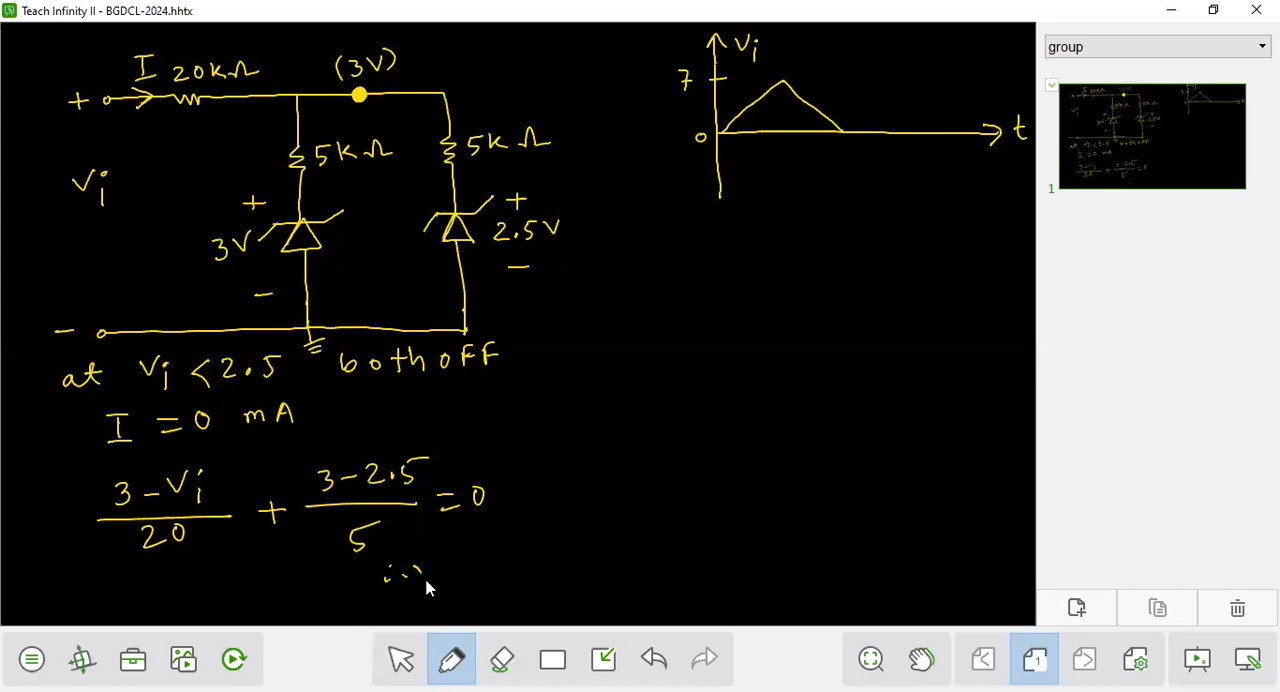 Teach Infinity II - BGDCL-2024.hhtx
group
I 20KΩ (3V)
+
Vi
7
0
t
5KΩ
5KΩ
Vi
+
+
3V
2.5V
-
-
-
at Vi < 2.5 both OFF
I = 0 mA
3 - Vi / 20 + 3 - 2.5 / 5 = 0
1
1